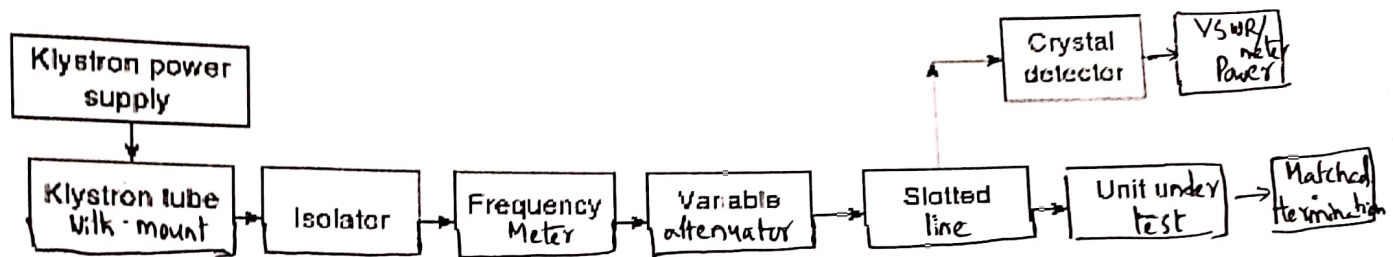 Klystron power
supply
Crystal
detector
VSWR/
meter
Power
Klystron tube
with - mount
Isolator
Frequency
Meter
Variable
attenuator
Slotted
line
Unit under
test
Matched
termination